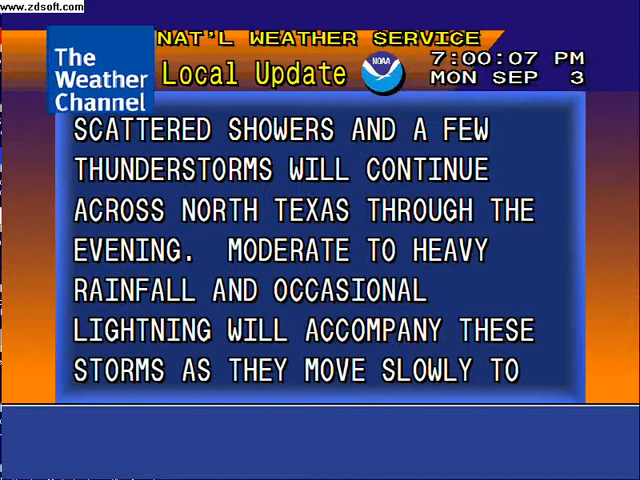 www.zdsoft.com
NAT'L WEATHER SERVICE
The
Weather
Channel
Local Update
NOAA
7:00:07 PM
MON SEP 3
SCATTERED SHOWERS AND A FEW
THUNDERSTORMS WILL CONTINUE
ACROSS NORTH TEXAS THROUGH THE
EVENING. MODERATE TO HEAVY
RAINFALL AND OCCASIONAL
LIGHTNING WILL ACCOMPANY THESE
STORMS AS THEY MOVE SLOWLY TO